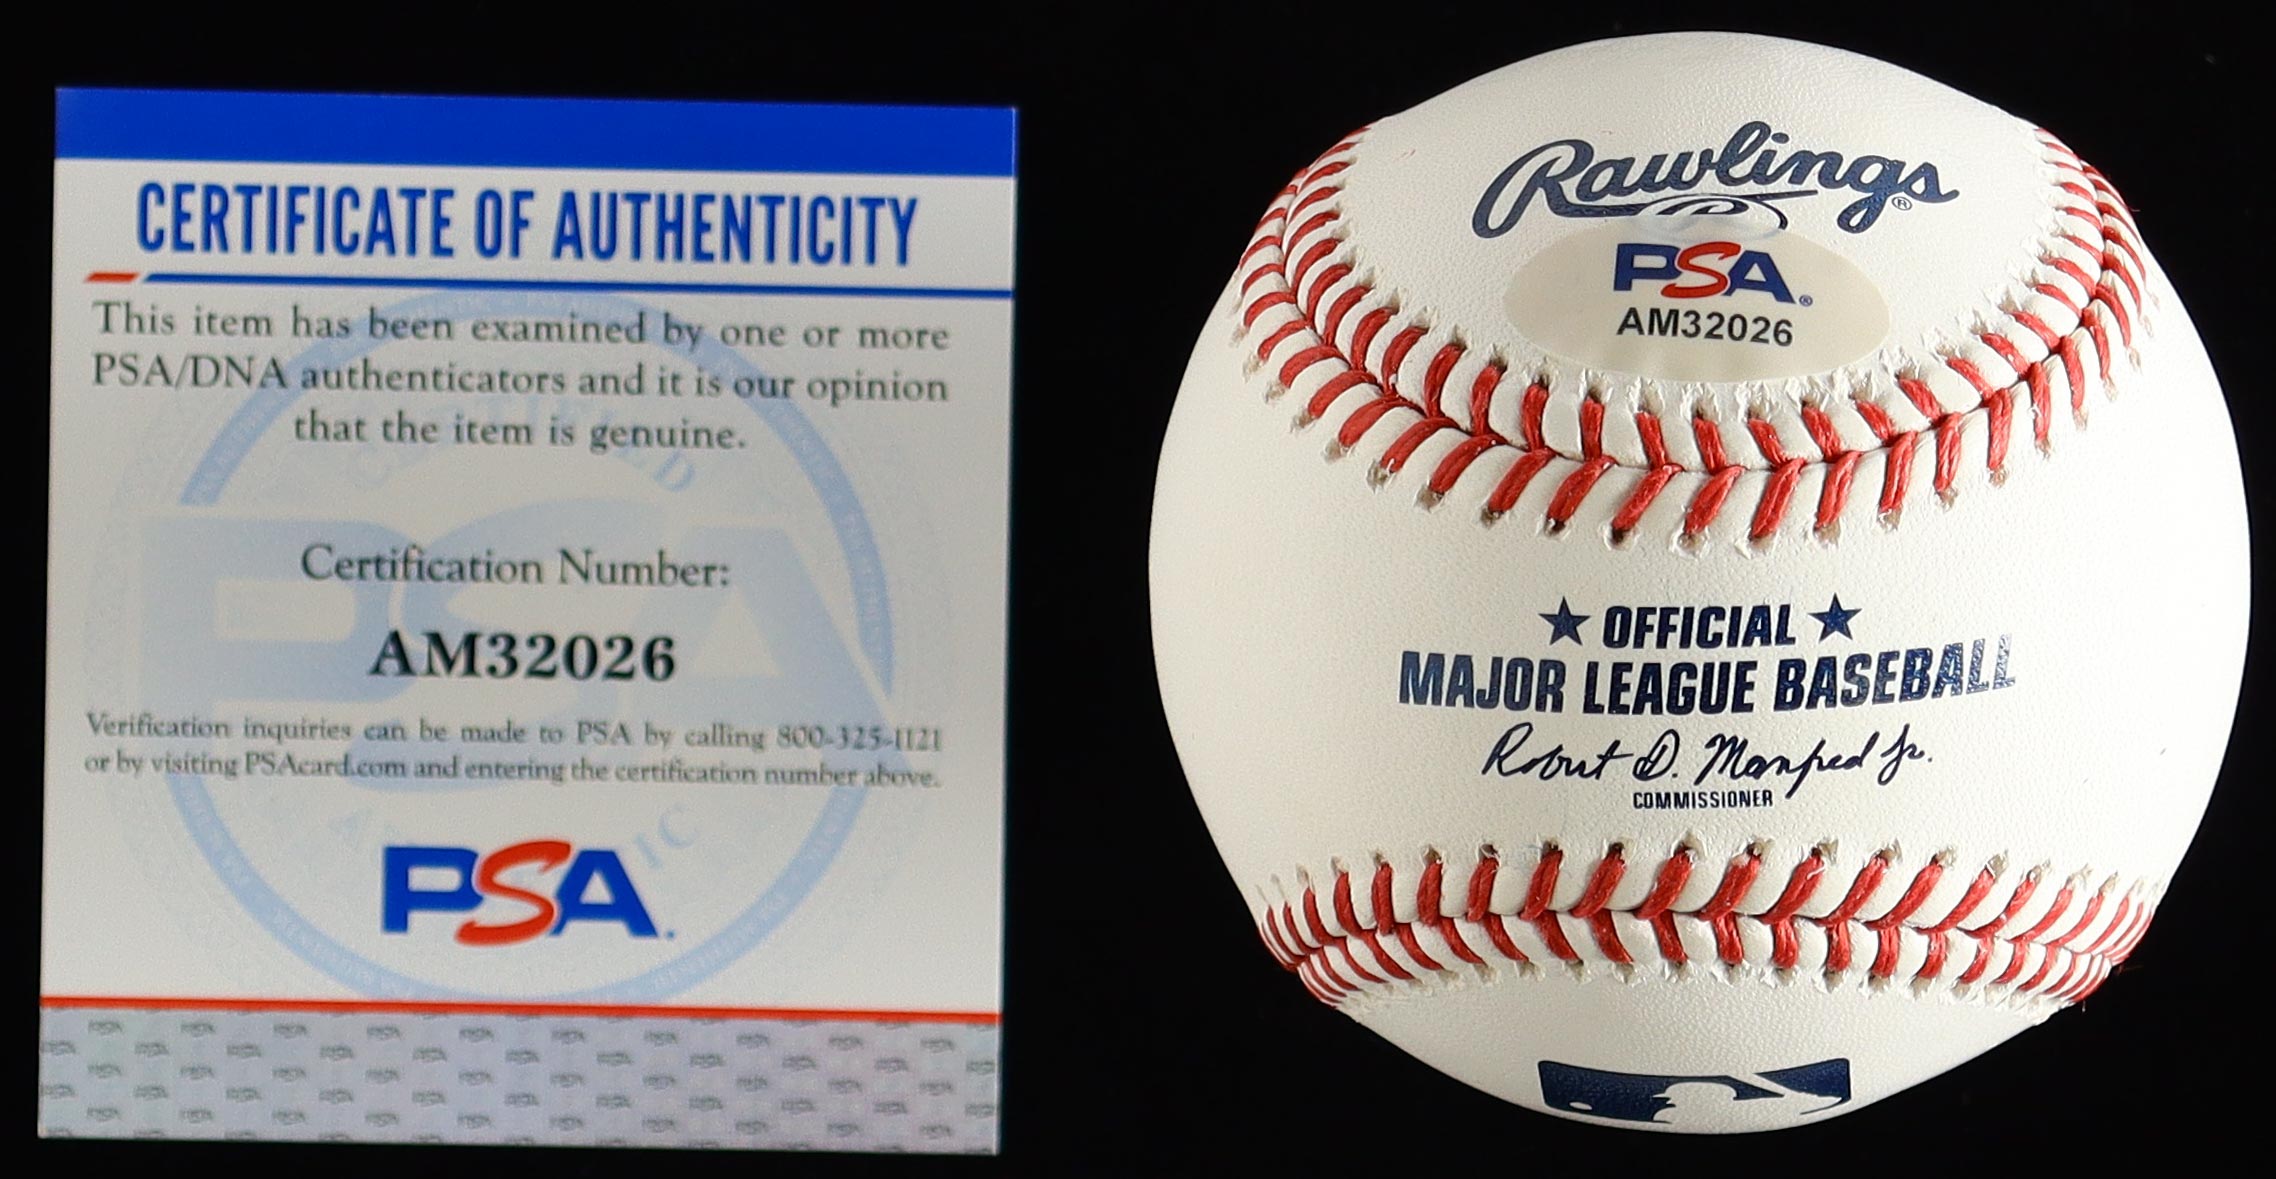 CERTIFICATE OF AUTHENTICITY
This item has been examined by one or more
PSA/DNA authenticators and it is our opinion
that the item is genuine.
Certification Number:
AM32026
Verification inquiries can be made to PSA by calling 800-325-1121
or by visiting PSAcard.com and entering the certification number above.
PSA.
Rawlings®
PSA®
AM32026
★ OFFICIAL ★
MAJOR LEAGUE BASEBALL
Robert D. Manfred Jr.
COMMISSIONER